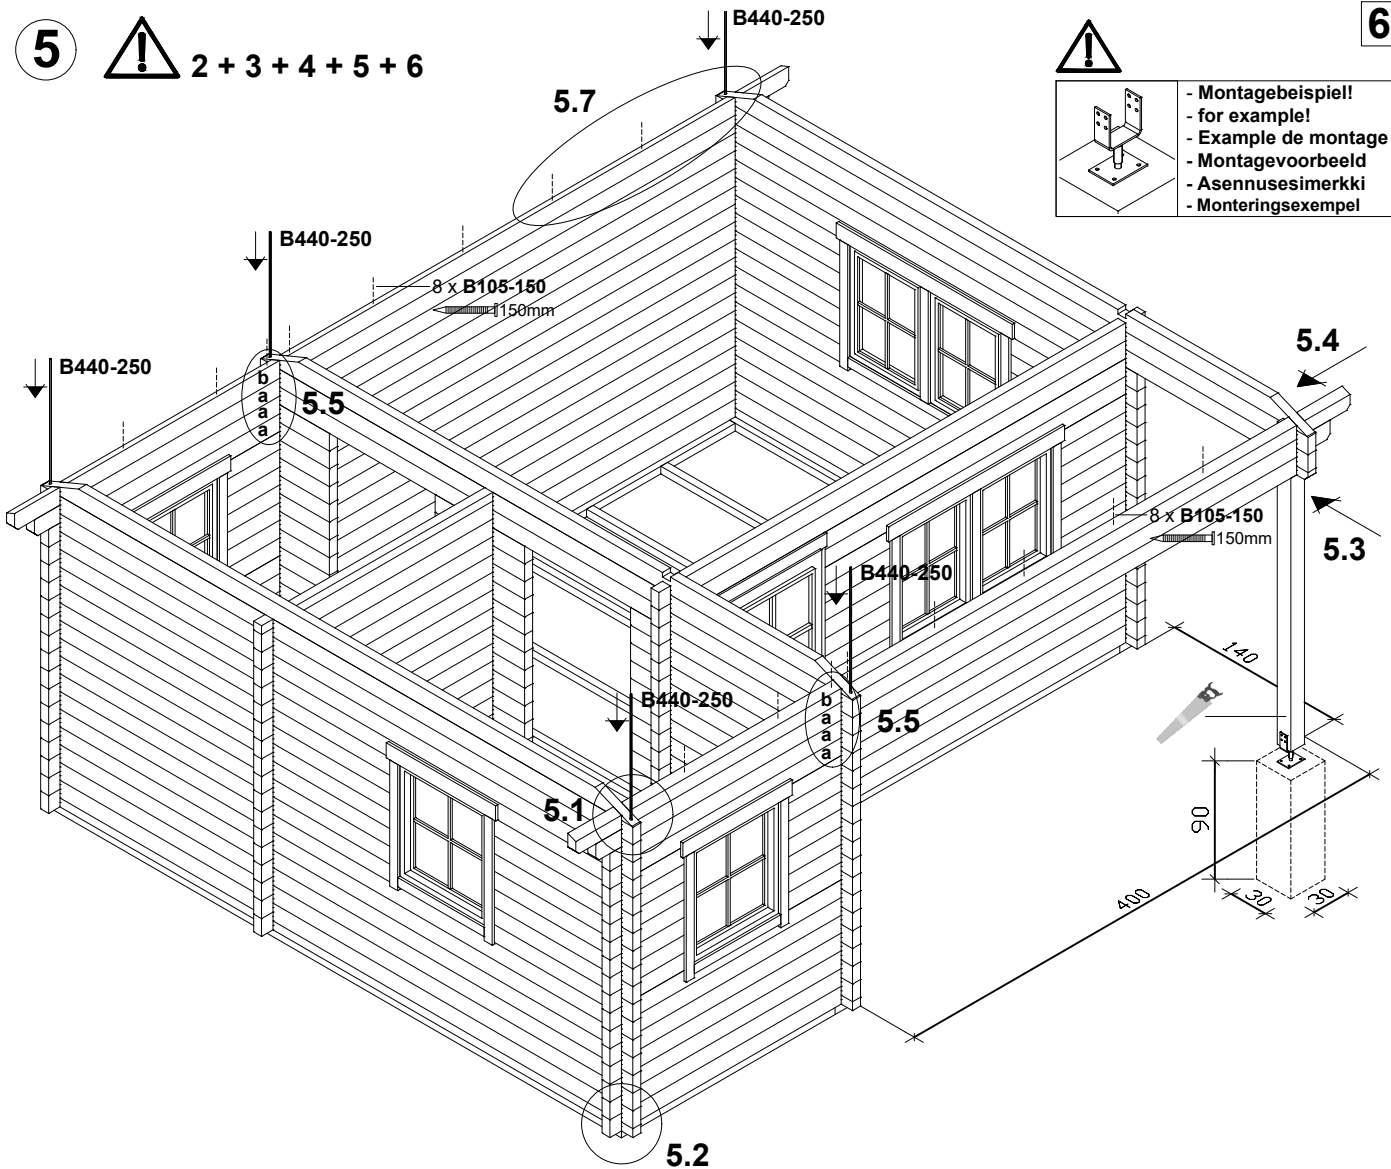 5
2 + 3 + 4 + 5 + 6
B440-250
6
- Montagebeispiel!
- for example!
- Example de montage
- Montagevoorbeeld
- Asennusesimerkki
- Monteringsexempel
5.7
B440-250
8 x B105-150
150mm
B440-250
b
a
a
a
5.5
5.4
8 x B105-150
150mm
5.3
B440-250
140
B440-250
b
a
a
a
5.5
5.1
90
400
30
30
5.2